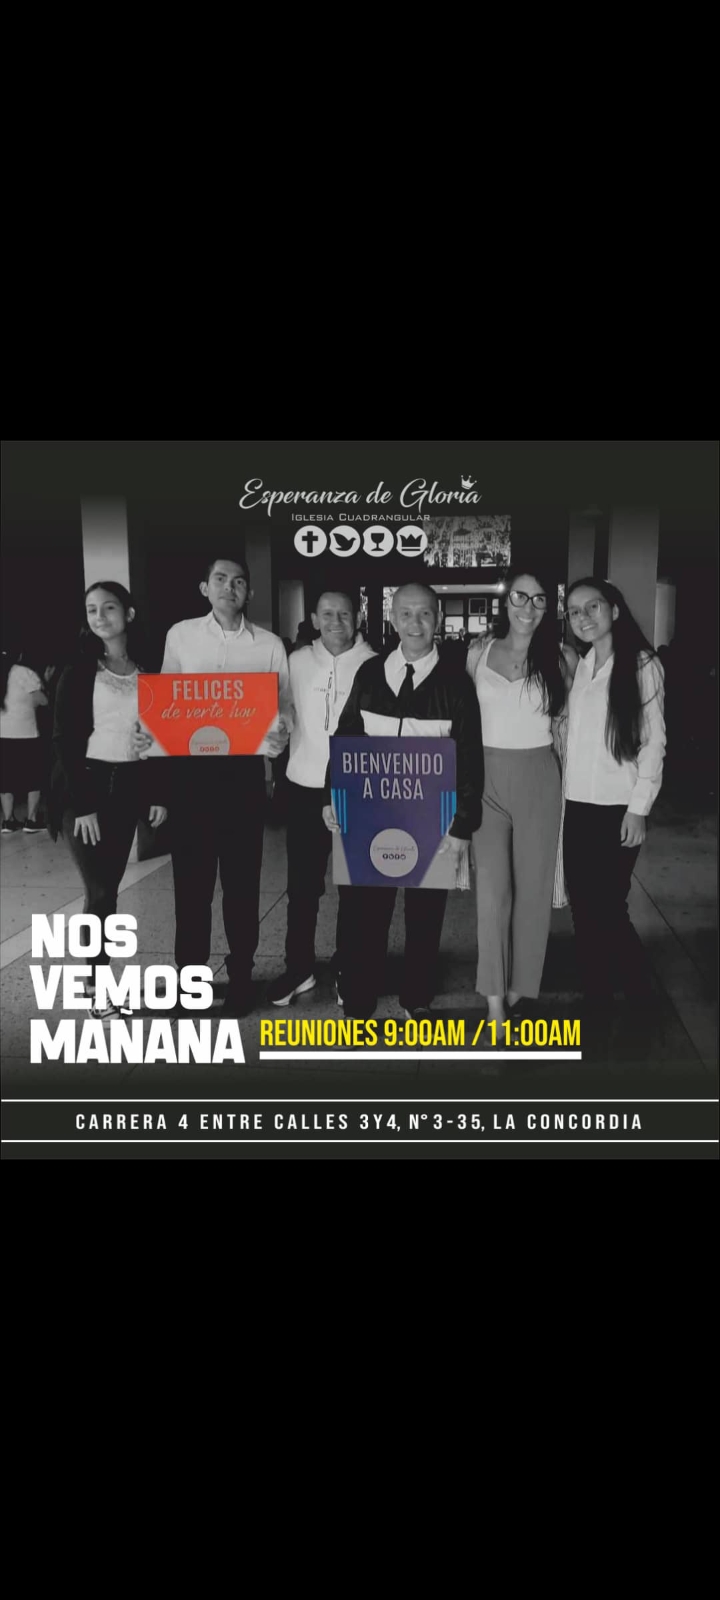 Esperanza de Gloria
IGLESIA CUADRANGULAR
FELICES
de verte hoy
BIENVENIDO
A CASA
NOS
VEMOS
MAÑANA
REUNIONES 9:00AM /11:00AM
CARRERA 4 ENTRE CALLES 3Y4, N°3-35, LA CONCORDIA